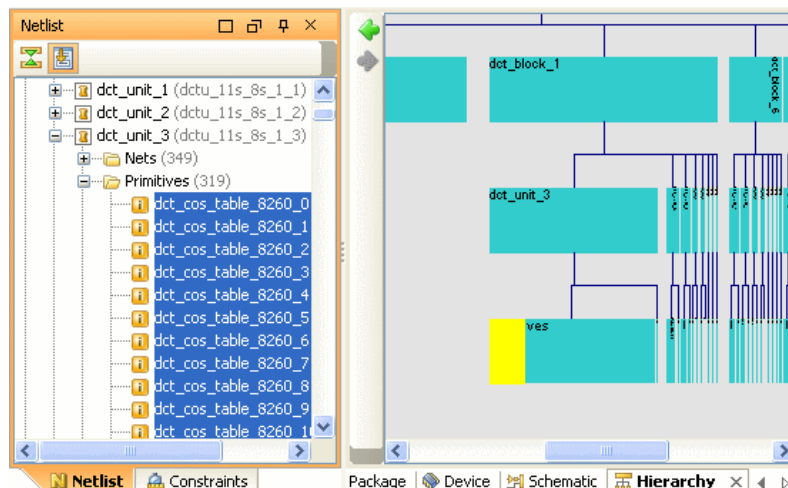 Netlist
dct_unit_1 (dctu_11s_8s_1_1)
dct_unit_2 (dctu_11s_8s_1_2)
dct_unit_3 (dctu_11s_8s_1_3)
Nets (349)
Primitives (319)
dct_cos_table_8260_0
dct_cos_table_8260_1
dct_cos_table_8260_2
dct_cos_table_8260_3
dct_cos_table_8260_4
dct_cos_table_8260_5
dct_cos_table_8260_6
dct_cos_table_8260_7
dct_cos_table_8260_8
dct_cos_table_8260_9
Netlist
Constraints
dct_block_1
dct_block_6
dct_unit_3
ves
Package
Device
Schematic
Hierarchy